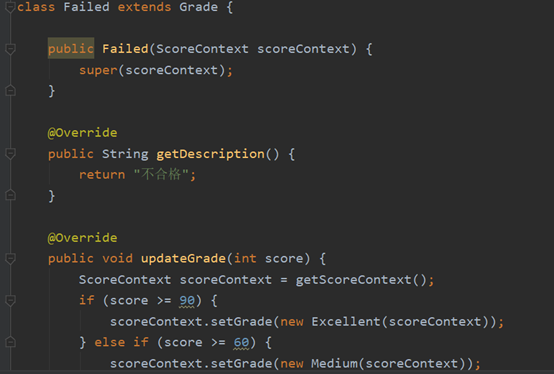 class Failed extends Grade {
public Failed(ScoreContext scoreContext) {
super(scoreContext);
}
@Override
public String getDescription() {
return "不合格";
}
@Override
public void updateGrade(int score) {
ScoreContext scoreContext = getScoreContext();
if (score >= 90) {
scoreContext.setGrade(new Excellent(scoreContext));
} else if (score >= 60) {
scoreContext.setGrade(new Medium(scoreContext));